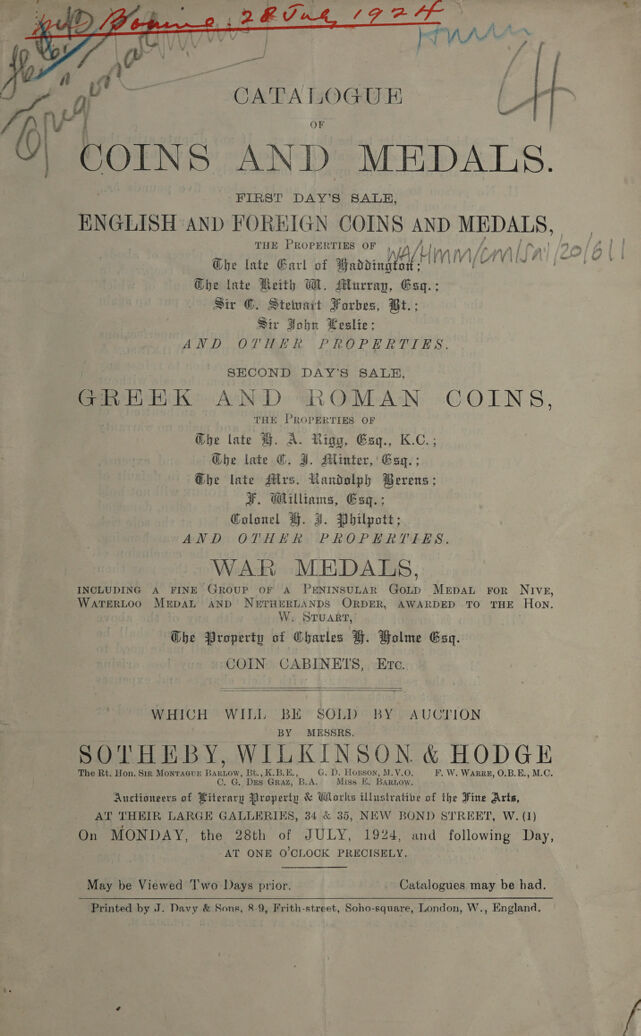 28 July 1924
CATALOGUE
OF
COINS AND MEDALS.
FIRST DAY'S SALE,
ENGLISH AND FOREIGN COINS AND MEDALS,
THE PROPERTIES OF
WA/HMM/CM/Sal/20/611
The late Earl of Haddington;
The late Keith W. Murray, Esq.;
Sir C. Stewart Forbes, Bt.;
Sir John Leslie;
AND OTHER PROPERTIES.
SECOND DAY'S SALE,
GREEK AND ROMAN COINS,
THE PROPERTIES OF
The late H. A. Rigg, Esq., K.C.;
The late C. J. Minter, Esq.;
The late Mrs. Randolph Berens;
F. Williams, Esq.;
Colonel H. J. Philpott;
AND OTHER PROPERTIES.
WAR MEDALS,
INCLUDING A FINE GROUP OF A PENINSULAR GOLD MEDAL FOR NIVE,
WATERLOO MEDAL AND NETHERLANDS ORDER, AWARDED TO THE HON.
W. STUART,
The Property of Charles H. Holme Esq.
COIN CABINETS, ETC.
WHICH WILL BE SOLD BY AUCTION
BY MESSRS.
SOTHEBY, WILKINSON & HODGE
The Rt. Hon. SIR MONTAGUE BARLOW, Bt., K.B.E., G. D. HOBSON, M.V.O. F. W. WARRE, O.B.E., M.C.
C. G. DES GRAZ, B.A. MISS E. BARLOW.
Auctioneers of Literary Property & Works illustrative of the Fine Arts,
AT THEIR LARGE GALLERIES, 34 & 35, NEW BOND STREET, W.(1)
On MONDAY, the 28th of JULY, 1924, and following Day,
AT ONE O'CLOCK PRECISELY.
May be Viewed Two Days prior. Catalogues may be had.
Printed by J. Davy & Sons, 8-9, Frith-street, Soho-square, London, W., England.